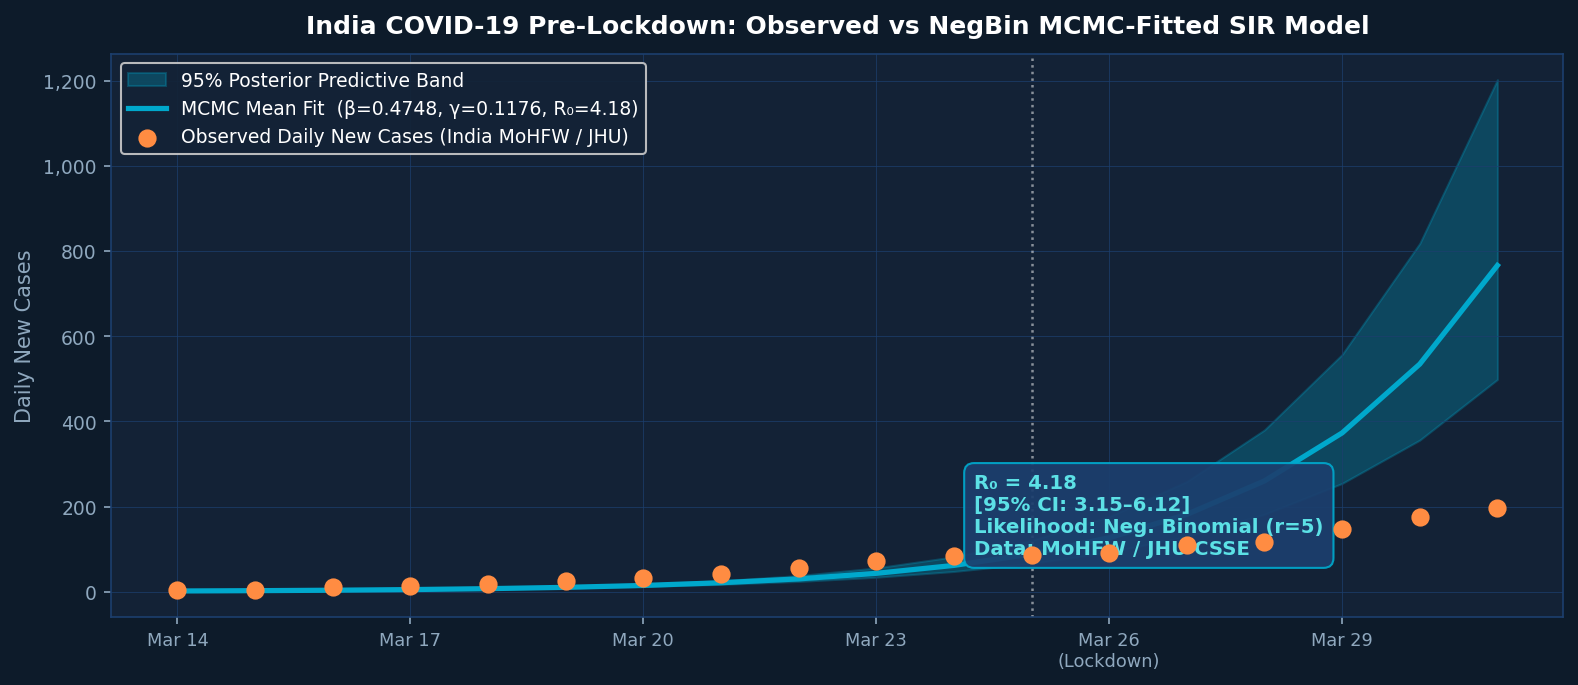 India COVID-19 Pre-Lockdown: Observed vs NegBin MCMC-Fitted SIR Model
95% Posterior Predictive Band
MCMC Mean Fit (β=0.4748, γ=0.1176, R₀=4.18)
Observed Daily New Cases (India MoHFW / JHU)
Daily New Cases
1,200
1,000
800
600
400
200
0
R₀ = 4.18
[95% CI: 3.15–6.12]
Likelihood: Neg. Binomial (r=5)
Data: MoHFW / JHU CSSE
Mar 14
Mar 17
Mar 20
Mar 23
Mar 26
(Lockdown)
Mar 29